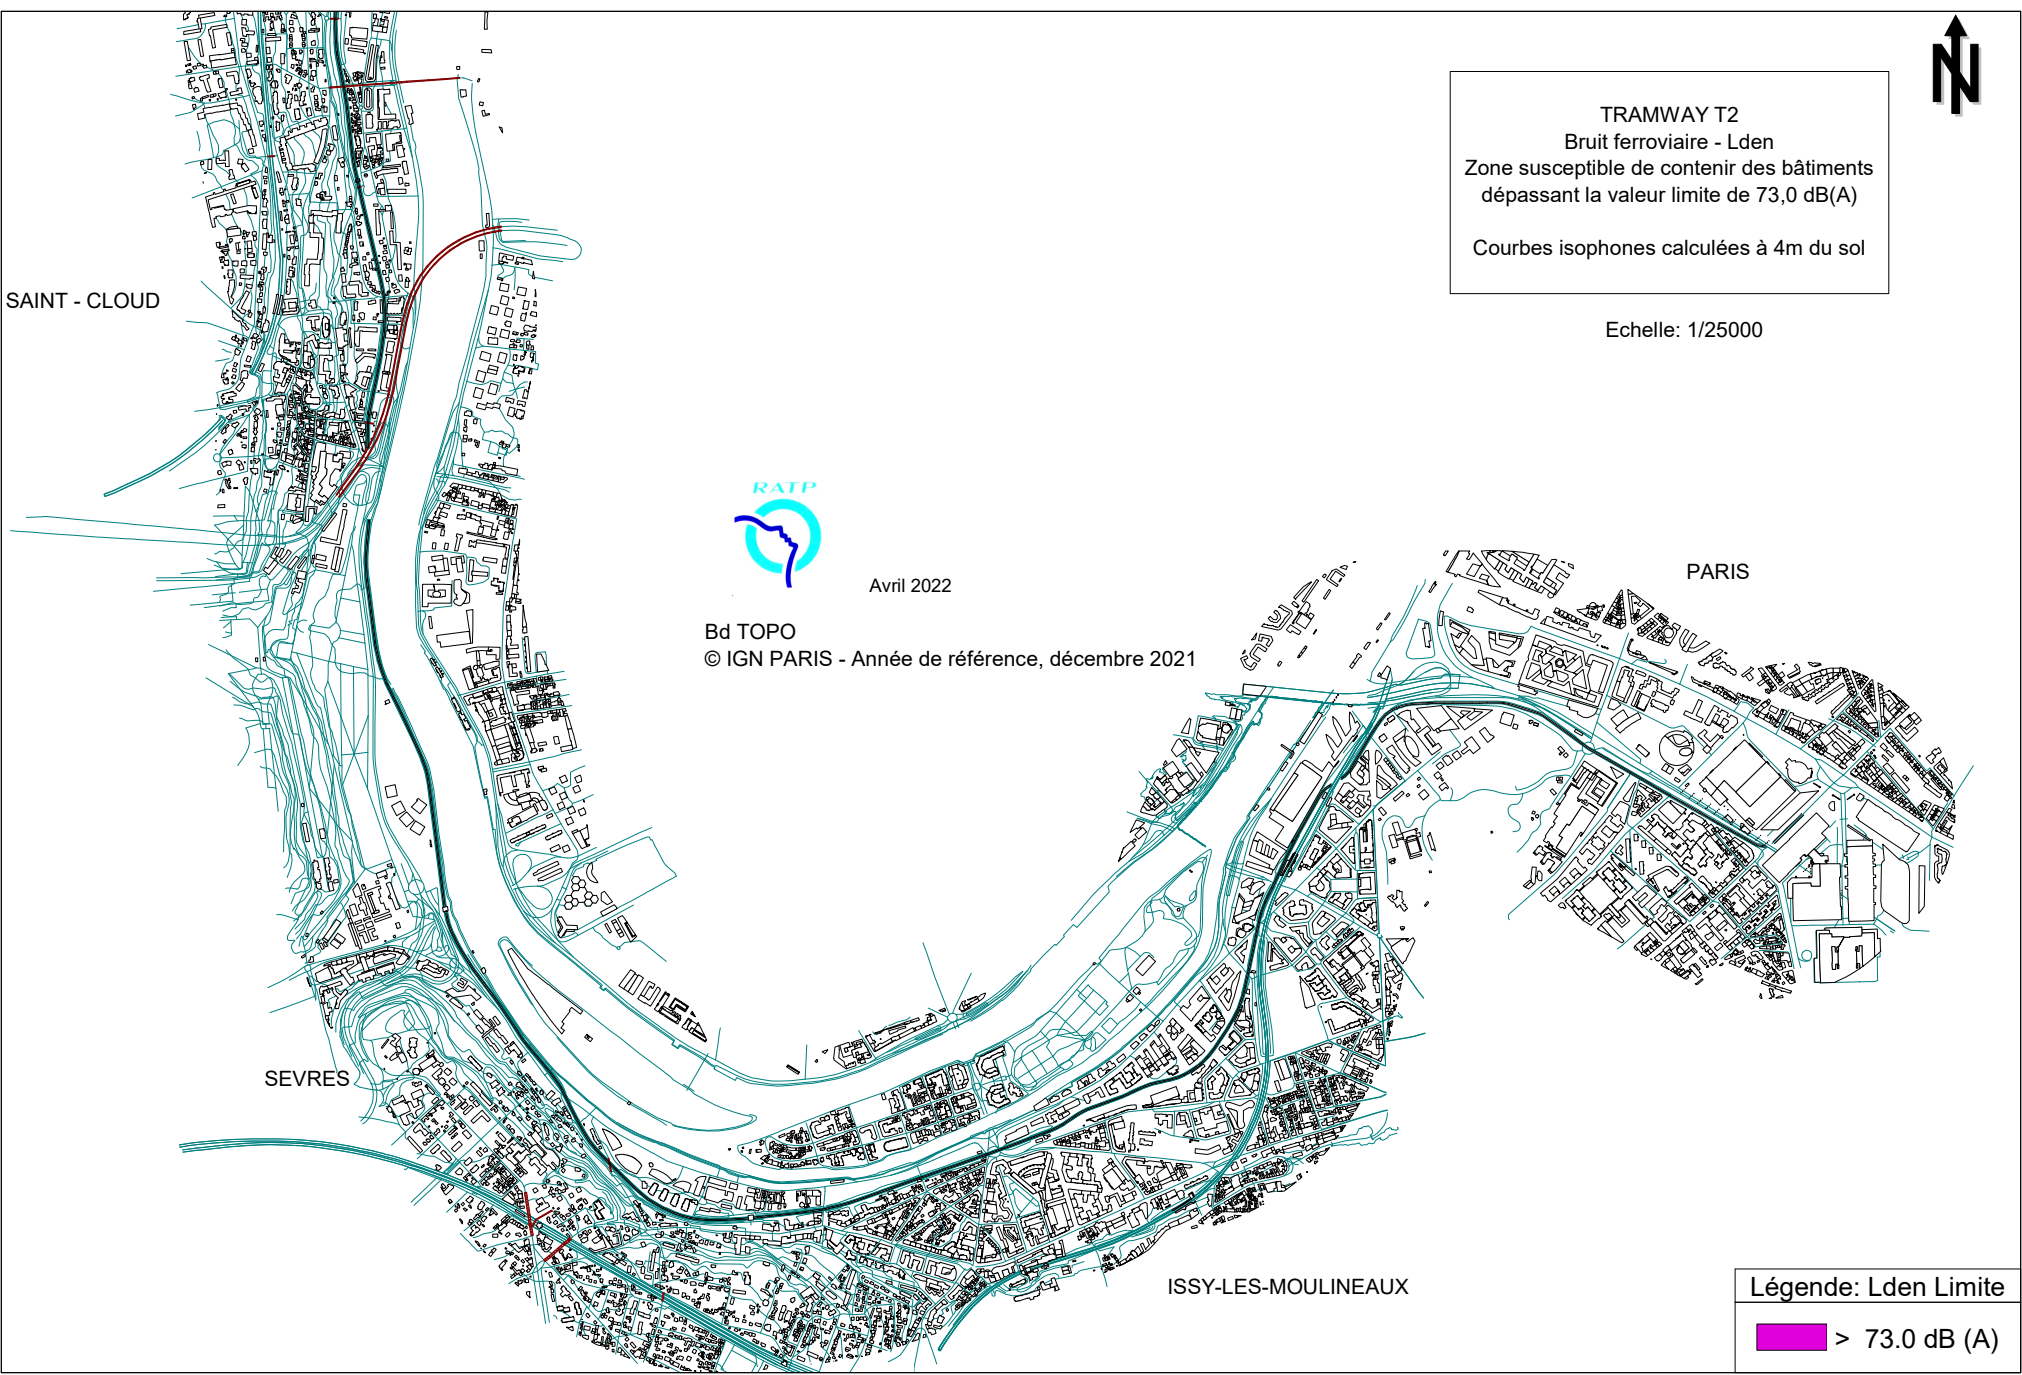 TRAMWAY T2
Bruit ferroviaire - Lden
Zone susceptible de contenir des bâtiments
dépassant la valeur limite de 73,0 dB(A)
Courbes isophones calculées à 4m du sol
N
SAINT - CLOUD
Echelle: 1/25000
RATP
Avril 2022
PARIS
Bd TOPO
© IGN PARIS - Année de référence, décembre 2021
SEVRES
ISSY-LES-MOULINEAUX
Légende: Lden Limite
> 73.0 dB (A)